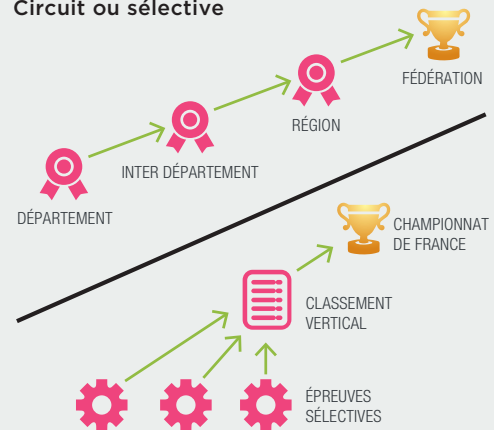 Circuit ou sélective
FÉDÉRATION
RÉGION
INTER DÉPARTEMENT
DÉPARTEMENT
CHAMPIONNAT
DE FRANCE
CLASSEMENT
VERTICAL
ÉPREUVES
SÉLECTIVES